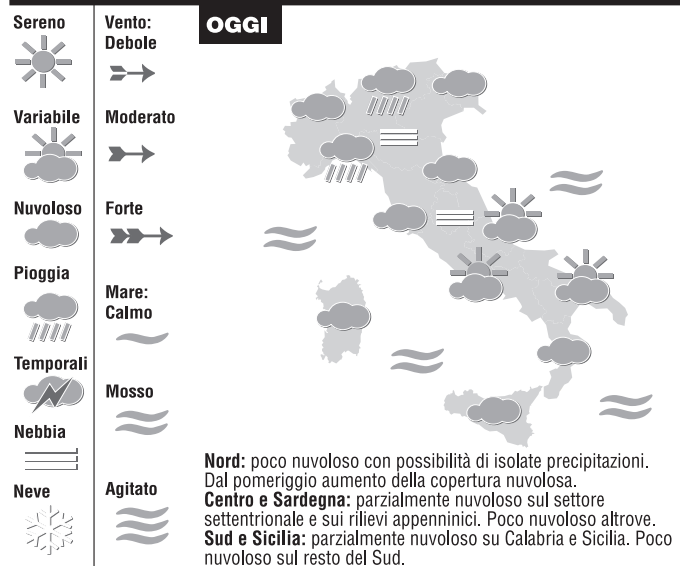 Sereno
Variabile
Nuvoloso
Pioggia
Temporali
Nebbia
Neve
Vento:
Debole
Moderato
Forte
Mare:
Calmo
Mosso
Agitato
OGGI
Nord: poco nuvoloso con possibilità di isolate precipitazioni.
Dal pomeriggio aumento della copertura nuvolosa.
Centro e Sardegna: parzialmente nuvoloso sul settore
settentrionale e sui rilievi appenninici. Poco nuvoloso altrove.
Sud e Sicilia: parzialmente nuvoloso su Calabria e Sicilia. Poco
nuvoloso sul resto del Sud.